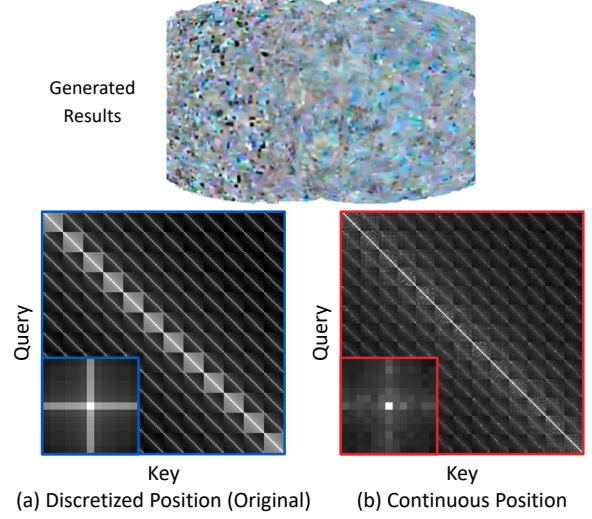 Generated
Results
Query
Key
(a) Discretized Position (Original)
Query
Key
(b) Continuous Position